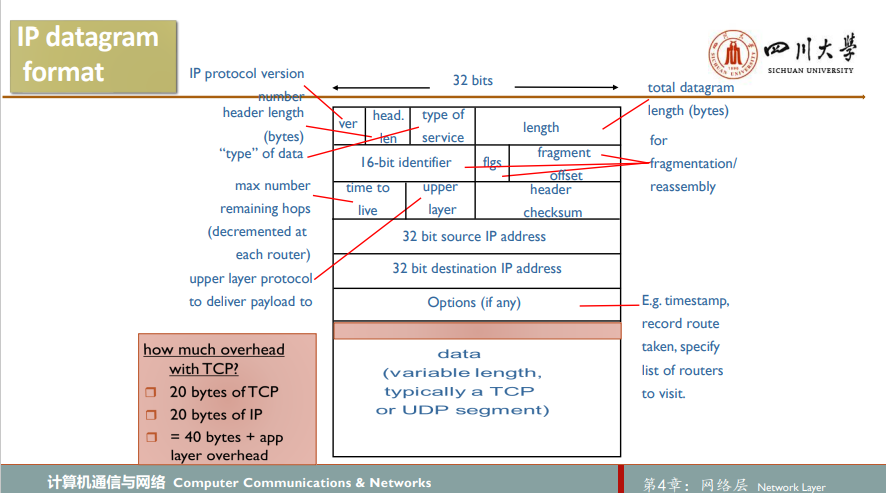 IP datagram
format
四川大学
SICHUAN UNIVERSITY
32 bits
IP protocol version
number
header length
(bytes)
"type" of data
max number
remaining hops
(decremented at
each router)
upper layer protocol
to deliver payload to
ver
head.
len
type of
service
length
16-bit identifier
flgs
fragment
offset
time to
live
upper
layer
header
checksum
32 bit source IP address
32 bit destination IP address
Options (if any)
data
(variable length,
typically a TCP
or UDP segment)
total datagram
length (bytes)
for
fragmentation/
reassembly
E.g. timestamp,
record route
taken, specify
list of routers
to visit.
how much overhead
with TCP?
❒ 20 bytes of TCP
❒ 20 bytes of IP
❒ = 40 bytes + app
layer overhead
计算机通信与网络 Computer Communications & Networks
第4章：网络层 Network Layer